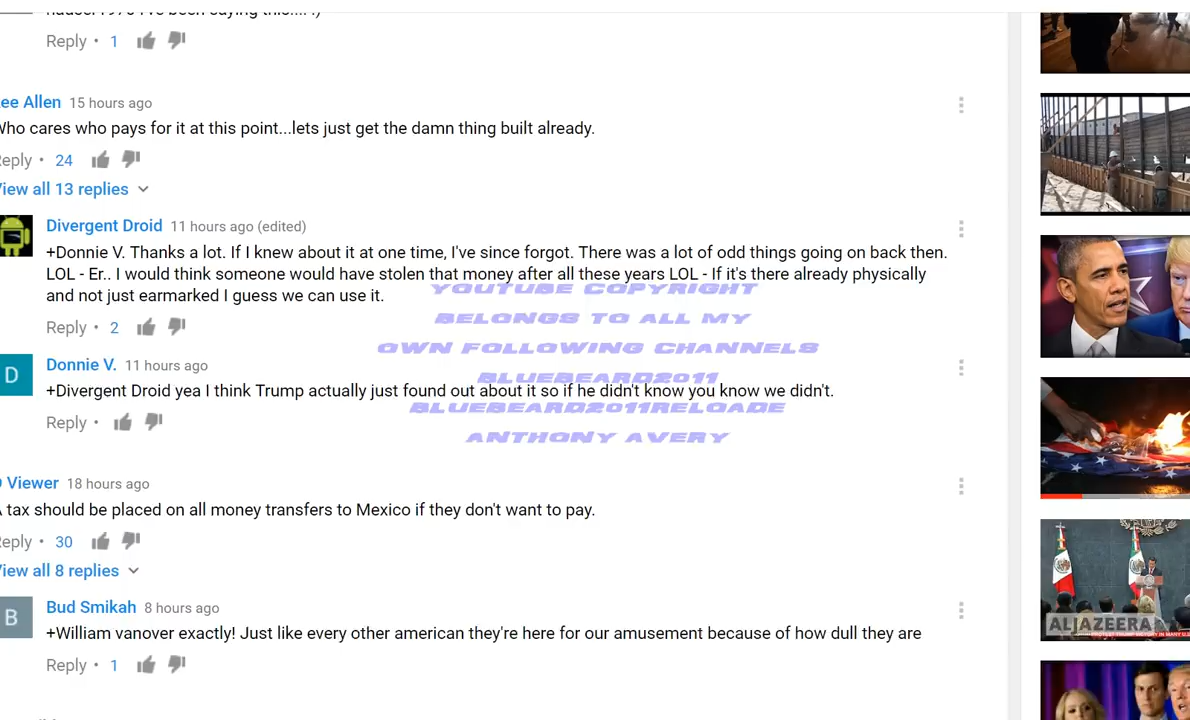 Reply • 1
ee Allen 15 hours ago
Who cares who pays for it at this point...lets just get the damn thing built already.
eply • 24
View all 13 replies
Divergent Droid 11 hours ago (edited)
+Donnie V. Thanks a lot. If I knew about it at one time, I've since forgot. There was a lot of odd things going on back then.
LOL - Er.. I would think someone would have stolen that money after all these years LOL - If it's there already physically
and not just earmarked I guess we can use it.
YOUTUBE COPYRIGHT
BELONGS TO ALL MY
Reply • 2
OWN FOLLOWING CHANNELS
D
Donnie V. 11 hours ago
BLUEBEARD2011
+Divergent Droid yea I think Trump actually just found out about it so if he didn't know you know we didn't.
BLUEBEARD2011RELOADE
Reply •
ANTHONY AVERY
Viewer 18 hours ago
A tax should be placed on all money transfers to Mexico if they don't want to pay.
eply • 30
View all 8 replies
B
Bud Smikah 8 hours ago
+William vanover exactly! Just like every other american they're here for our amusement because of how dull they are
Reply • 1
ALJAZEERA